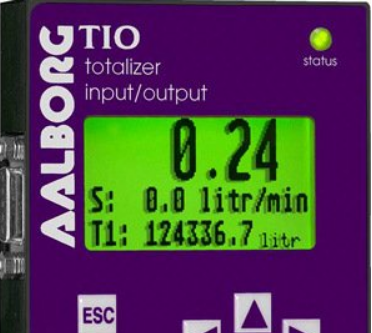 AALBORG
TIO
totalizer
input/output
status
0.24
S: 0.0 litr/min
T1: 124336.7 litr
ESC